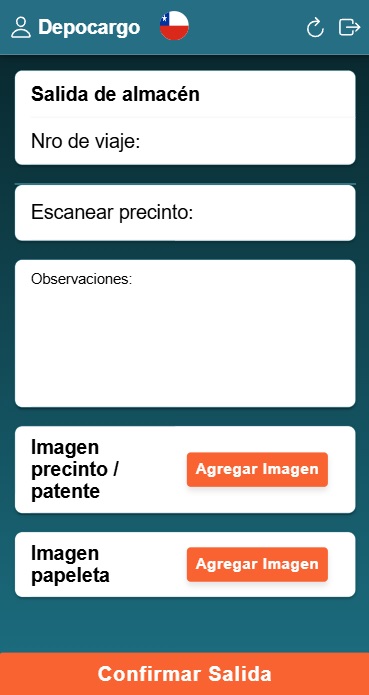 Depocargo
Salida de almacén
Nro de viaje:
Escanear precinto:
Observaciones:
Imagen
precinto /
patente
Agregar Imagen
Imagen
papeleta
Agregar Imagen
Confirmar Salida